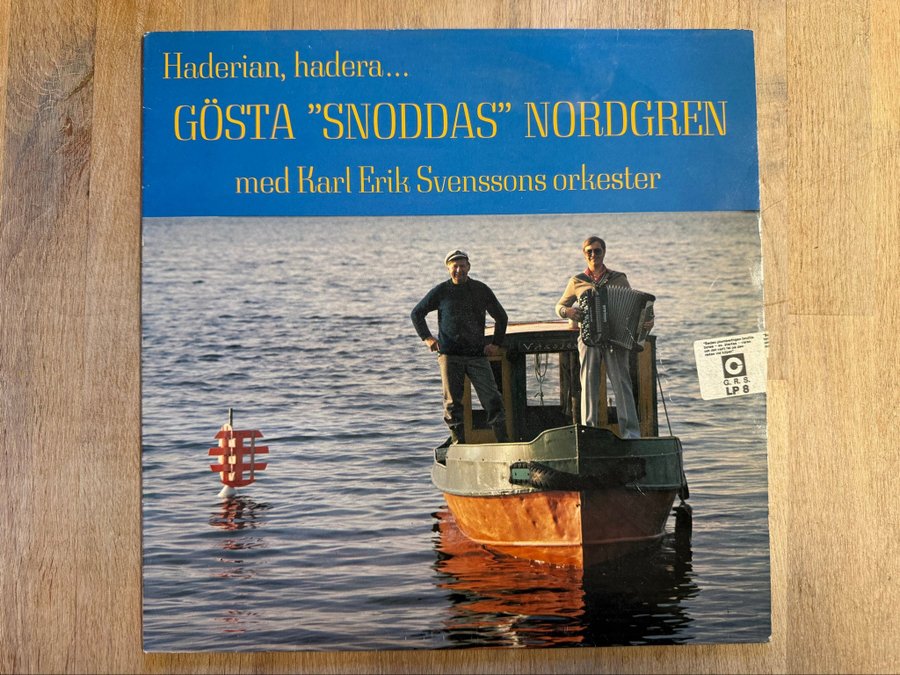 Haderian, hadera...
GÖSTA "SNODDAS" NORDGREN
med Karl Erik Svenssons orkester
G. R. S.
LP 8